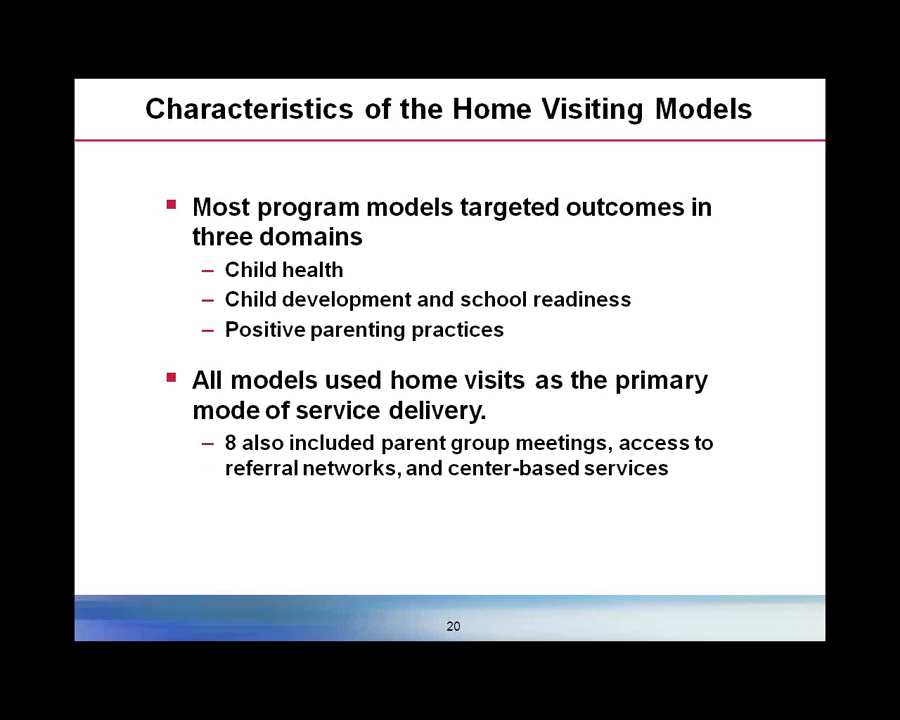 Characteristics of the Home Visiting Models
▪ Most program models targeted outcomes in
three domains
– Child health
– Child development and school readiness
– Positive parenting practices
▪ All models used home visits as the primary
mode of service delivery.
– 8 also included parent group meetings, access to
referral networks, and center-based services
20